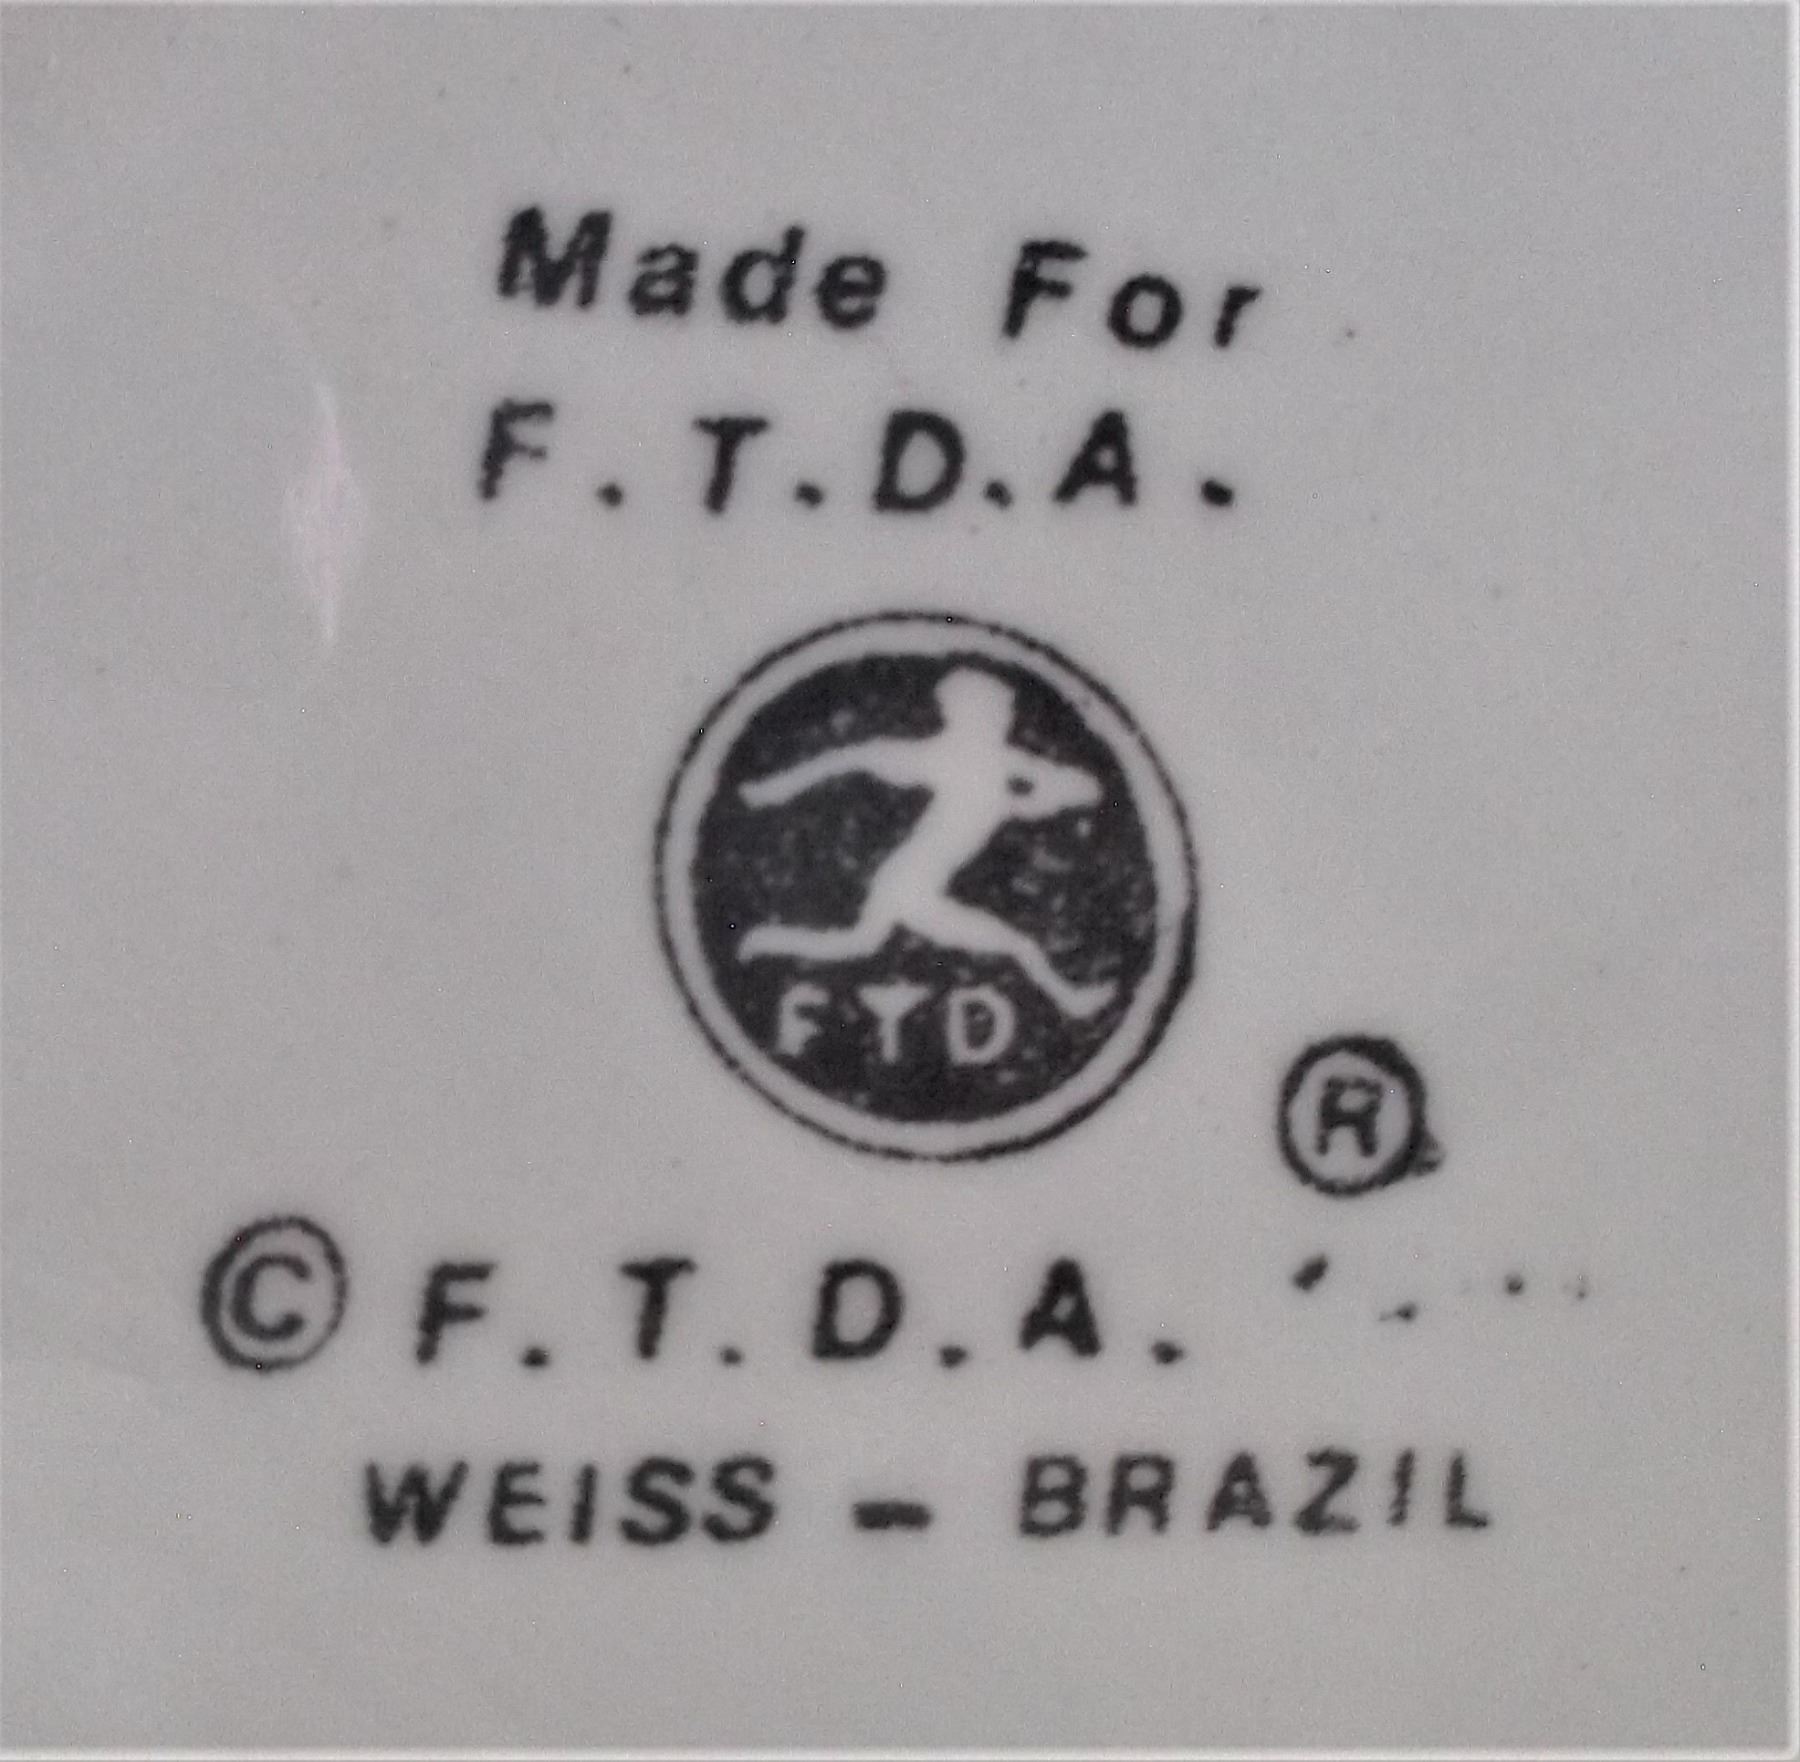 Made For
F.T.D.A.
FTD
®
© F.T.D.A.
WEISS - BRAZIL